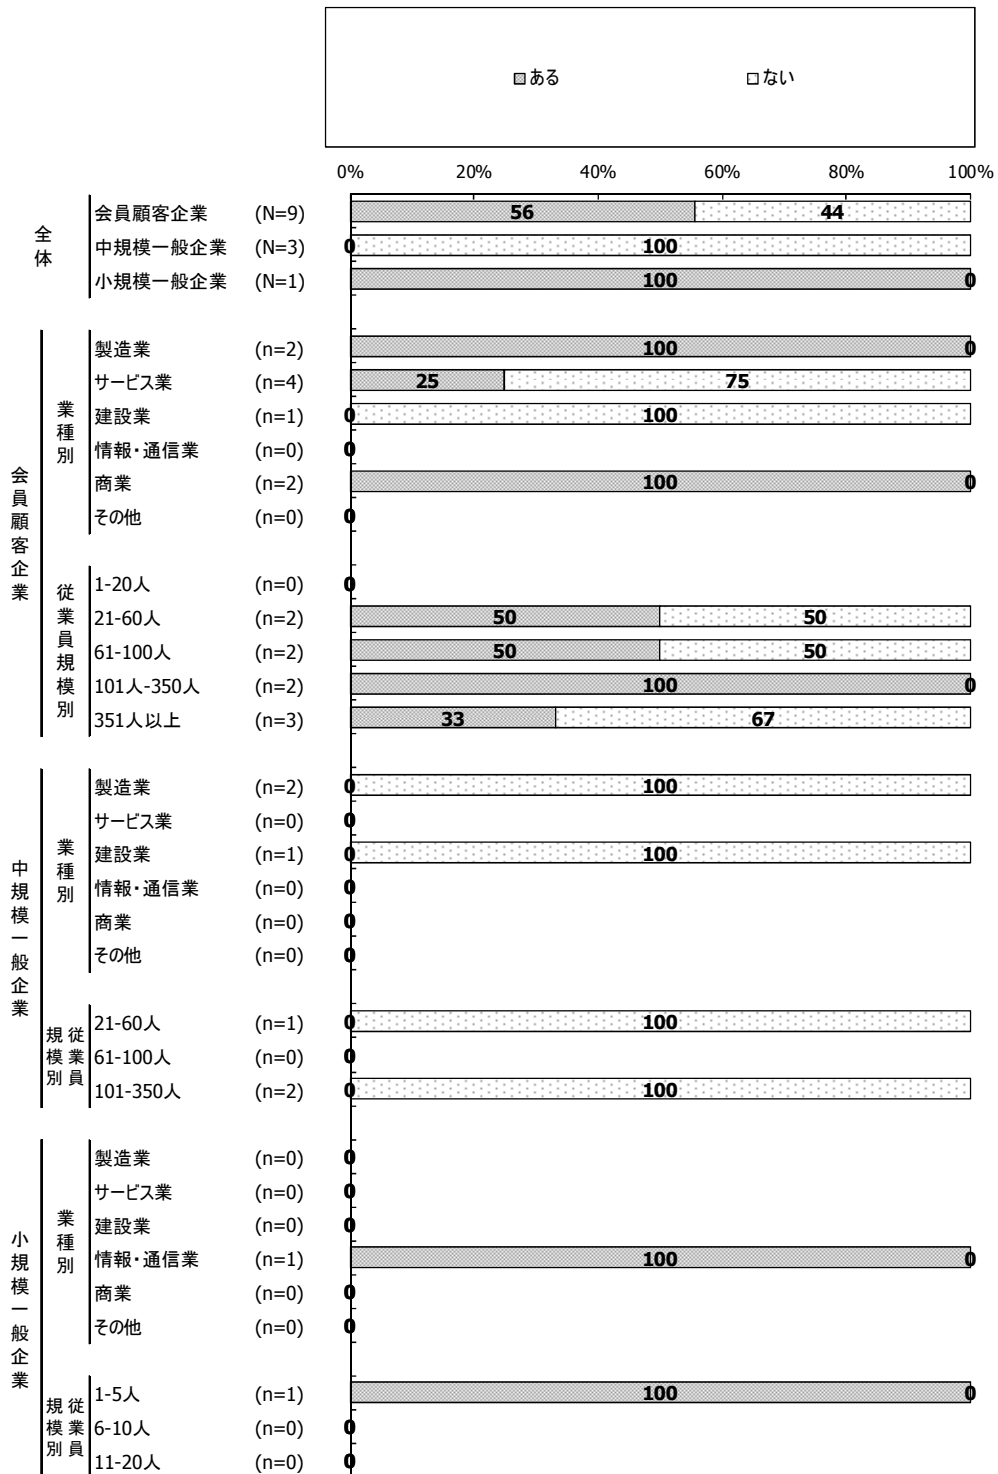 ある ない
0% 20% 40% 60% 80% 100%
全体
会員顧客企業 (N=9) 56 44
中規模一般企業 (N=3) 0 100
小規模一般企業 (N=1) 100 0
会員顧客企業
業種別
製造業 (n=2) 100 0
サービス業 (n=4) 25 75
建設業 (n=1) 0 100
情報・通信業 (n=0) 0
商業 (n=2) 100 0
その他 (n=0) 0
従業員規模別
1-20人 (n=0) 0
21-60人 (n=2) 50 50
61-100人 (n=2) 50 50
101人-350人 (n=2) 100 0
351人以上 (n=3) 33 67
中規模一般企業
業種別
製造業 (n=2) 0 100
サービス業 (n=0) 0
建設業 (n=1) 0 100
情報・通信業 (n=0) 0
商業 (n=0) 0
その他 (n=0) 0
従業員規模別
21-60人 (n=1) 0 100
61-100人 (n=0) 0
101-350人 (n=2) 0 100
小規模一般企業
業種別
製造業 (n=0) 0
サービス業 (n=0) 0
建設業 (n=0) 0
情報・通信業 (n=1) 100 0
商業 (n=0) 0
その他 (n=0) 0
従業員規模別
1-5人 (n=1) 100 0
6-10人 (n=0) 0
11-20人 (n=0) 0